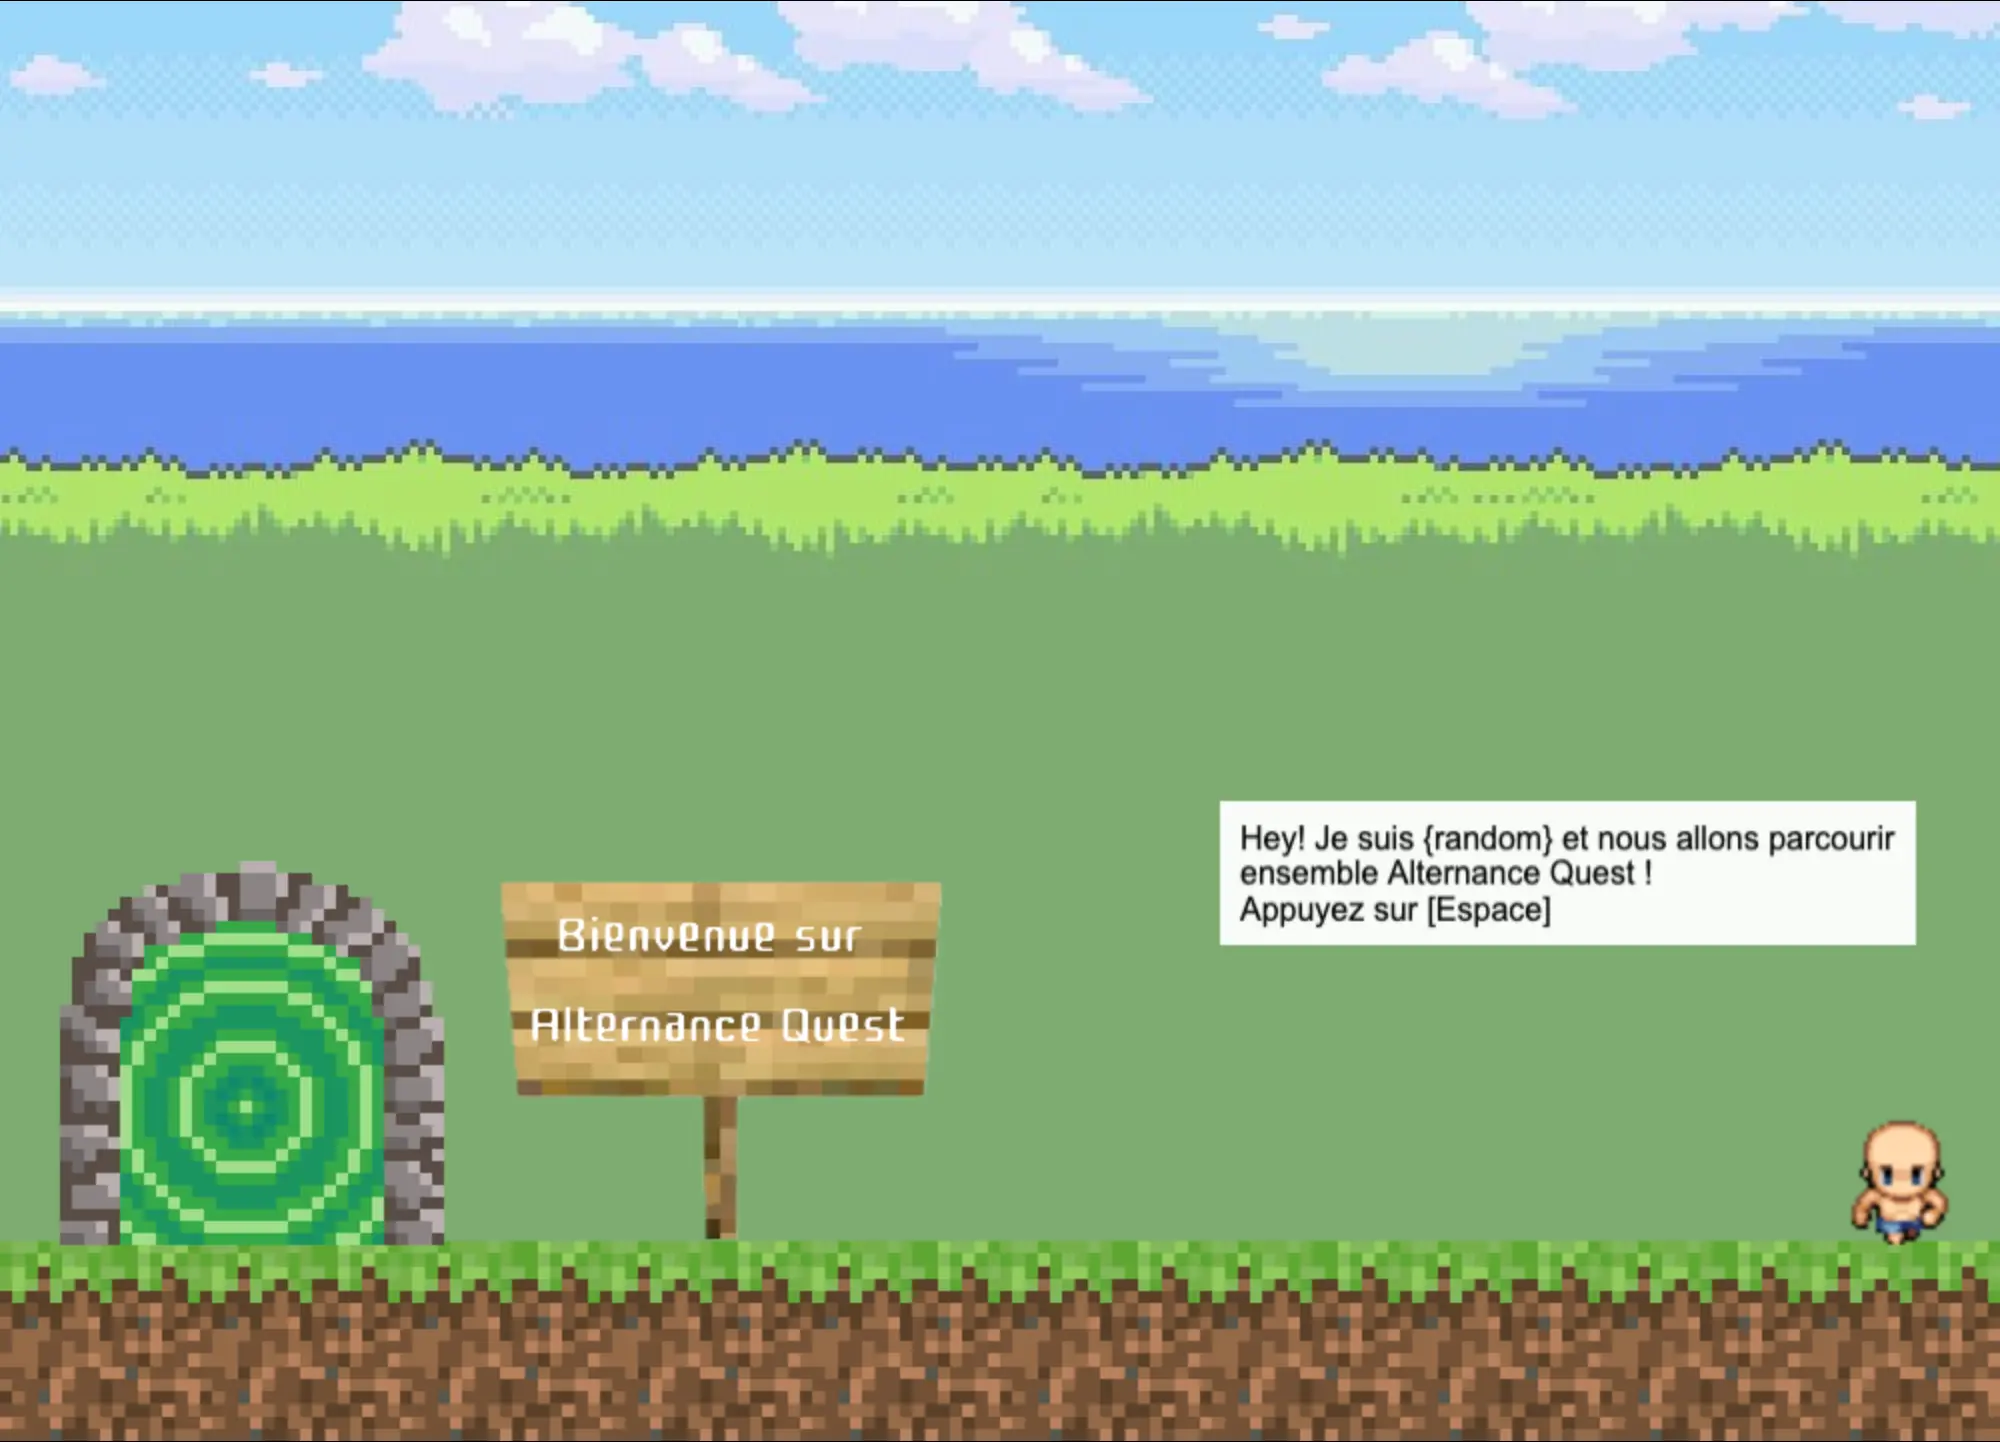 Bienvenue sur
Alternance Quest
Hey! Je suis {random} et nous allons parcourir
ensemble Alternance Quest !
Appuyez sur [Espace]